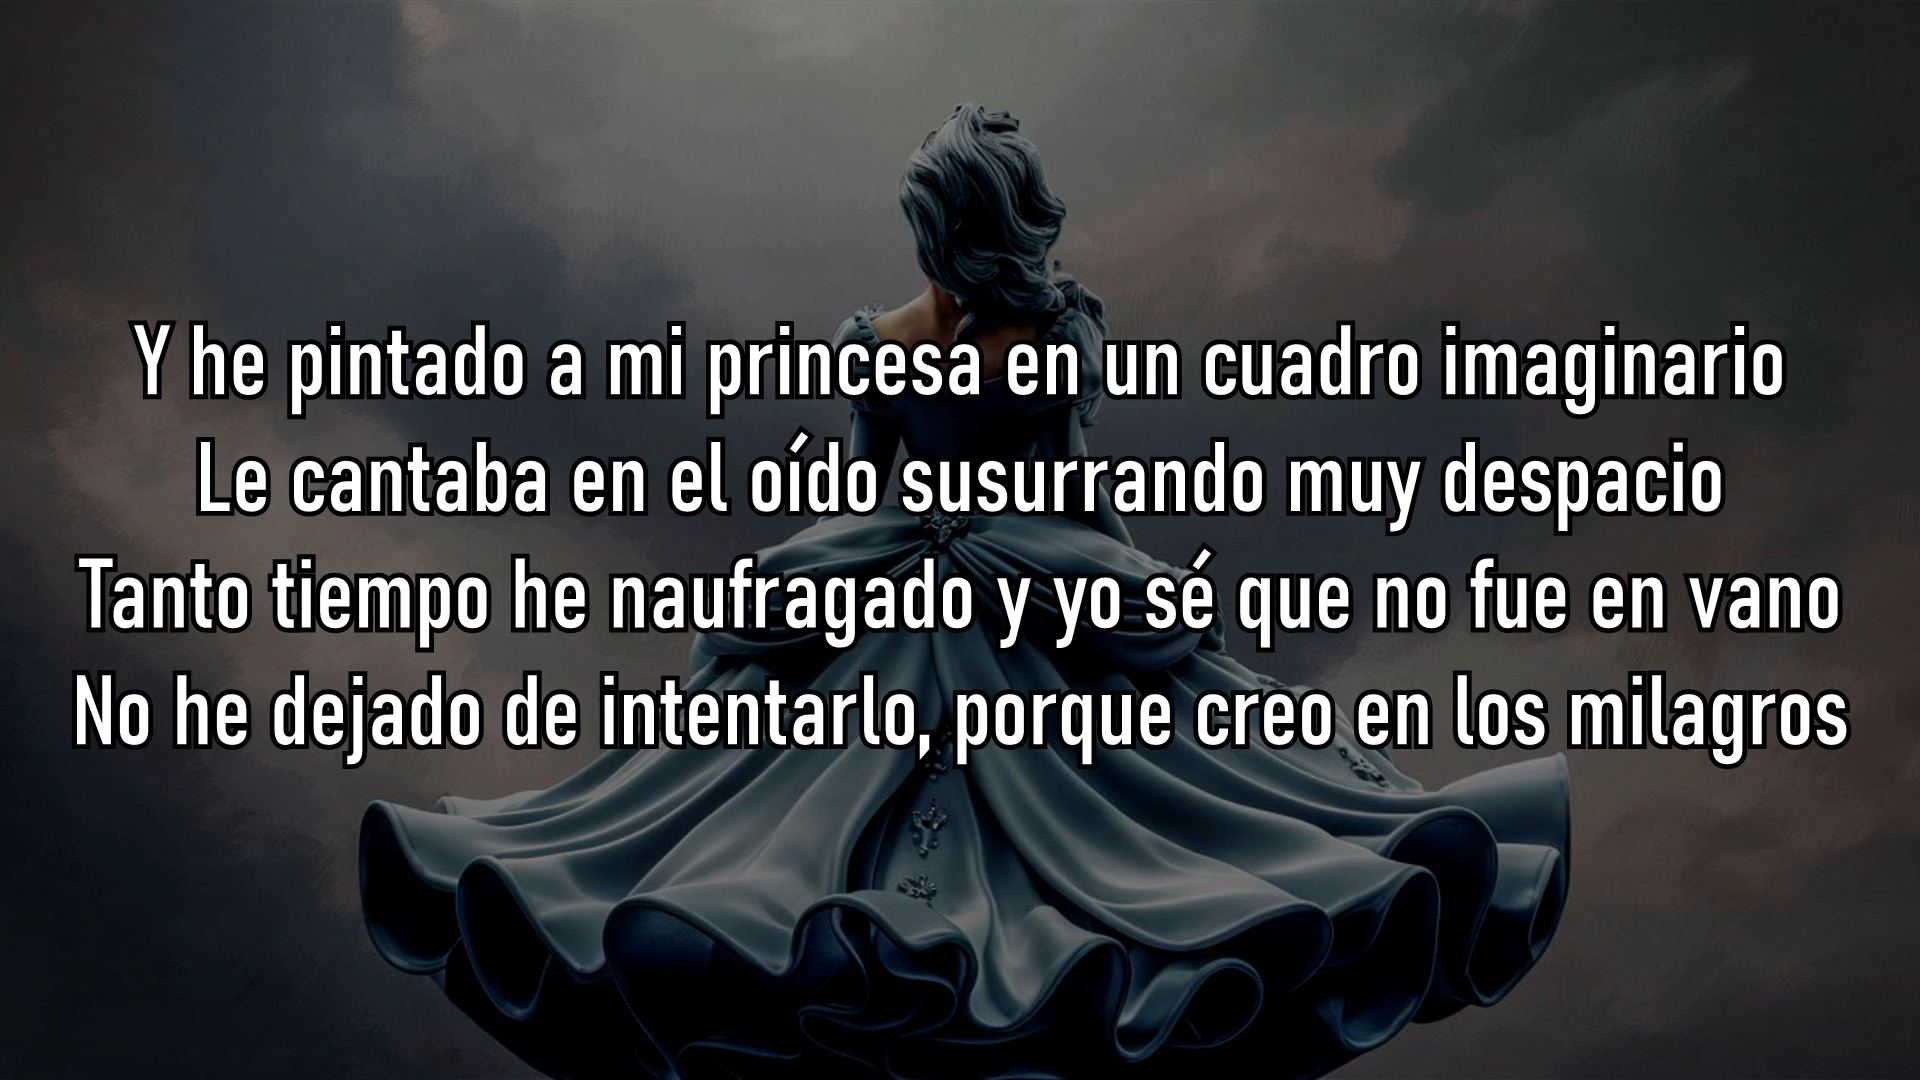 Y he pintado a mi princesa en un cuadro imaginario
Le cantaba en el oído susurrando muy despacio
Tanto tiempo he naufragado y yo sé que no fue en vano
No he dejado de intentarlo, porque creo en los milagros